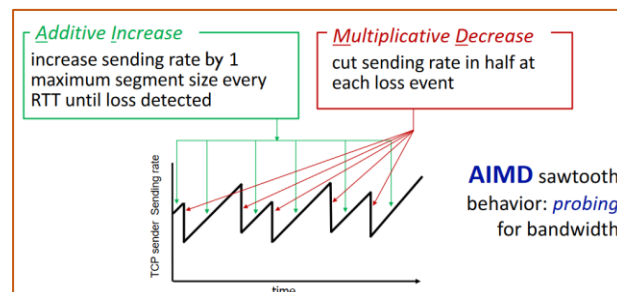 Additive Increase
increase sending rate by 1
maximum segment size every
RTT until loss detected
Multiplicative Decrease
cut sending rate in half at
each loss event
TCP sender Sending rate
time
AIMD sawtooth
behavior: probing
for bandwidth